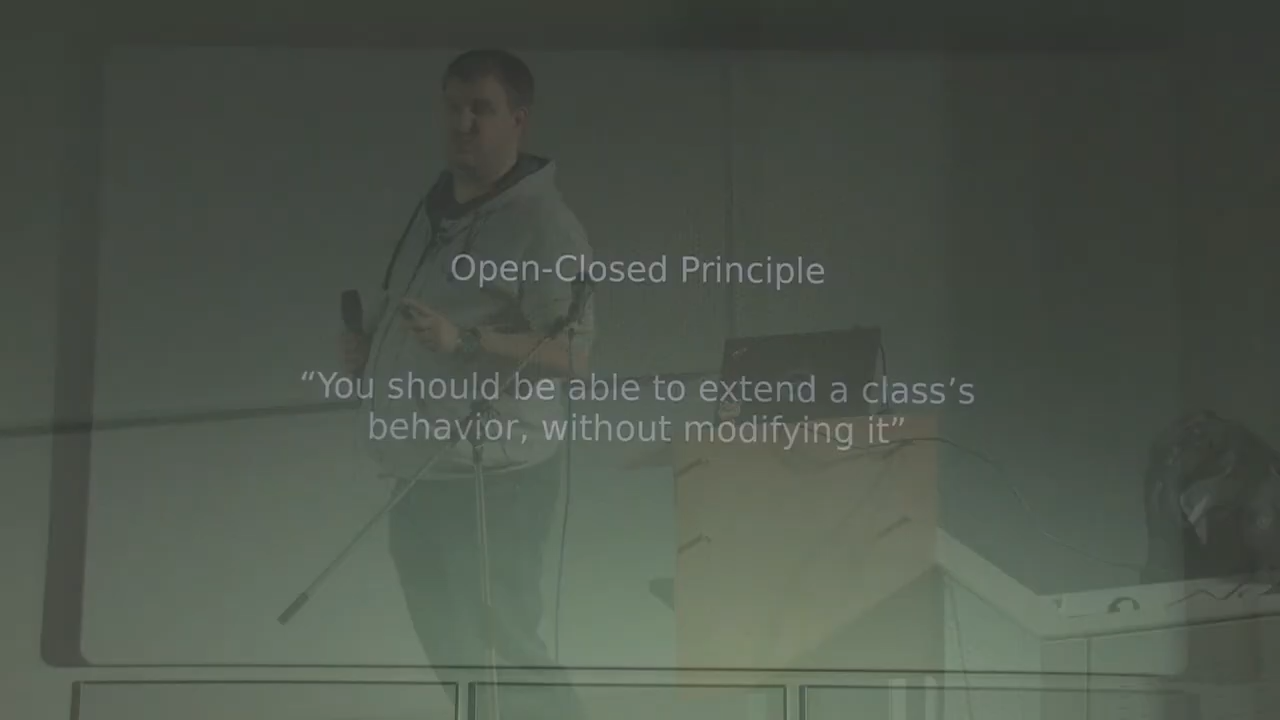 Open-Closed Principle
“You should be able to extend a class’s
behavior, without modifying it”